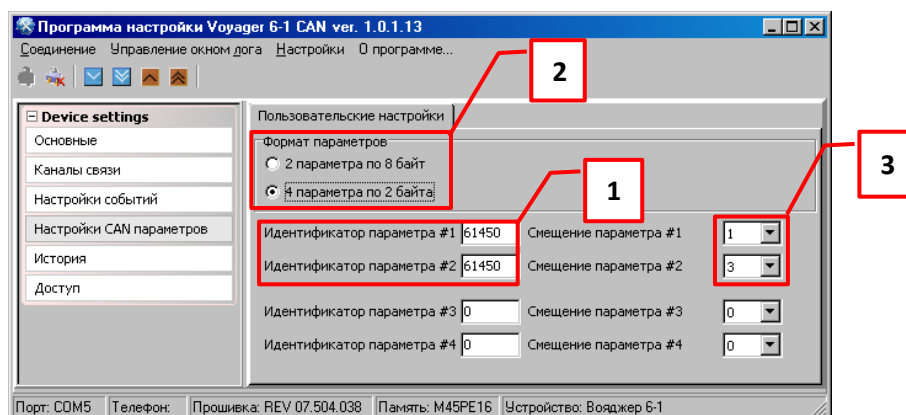 Программа настройки Voyager 6-1 CAN ver. 1.0.1.13
Соединение Управление окном лога Настройки О программе...
2
Device settings
Основные
Каналы связи
Настройки событий
Настройки CAN параметров
История
Доступ
Пользовательские настройки
Формат параметров
2 параметра по 8 байт
4 параметра по 2 байта
3
1
Идентификатор параметра #1 61450 Смещение параметра #1 1
Идентификатор параметра #2 61450 Смещение параметра #2 3
Идентификатор параметра #3 0 Смещение параметра #3 0
Идентификатор параметра #4 0 Смещение параметра #4 0
Порт: COM5 Телефон: Прошивка: REV 07.504.038 Память: M45PE16 Устройство: Вояджер 6-1